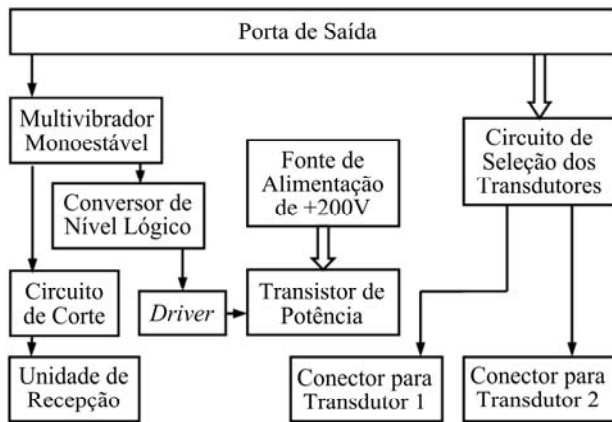 Porta de Saída
Multivibrador
Monoestável
Circuito de
Seleção dos
Transdutores
Fonte de
Alimentação
de +200V
Conversor de
Nível Lógico
Circuito
de Corte
Driver
Transistor de
Potência
Unidade de
Recepção
Conector para
Transdutor 1
Conector para
Transdutor 2